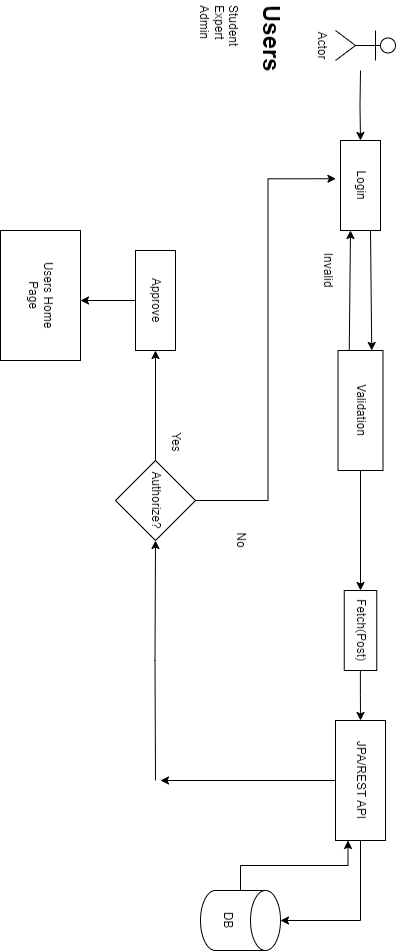 Users
Student
Expert
Admin
Actor
Login
Invalid
Validation
Fetch(Post)
JPA/REST API
DB
No
Authorize?
Yes
Approve
Users Home
Page